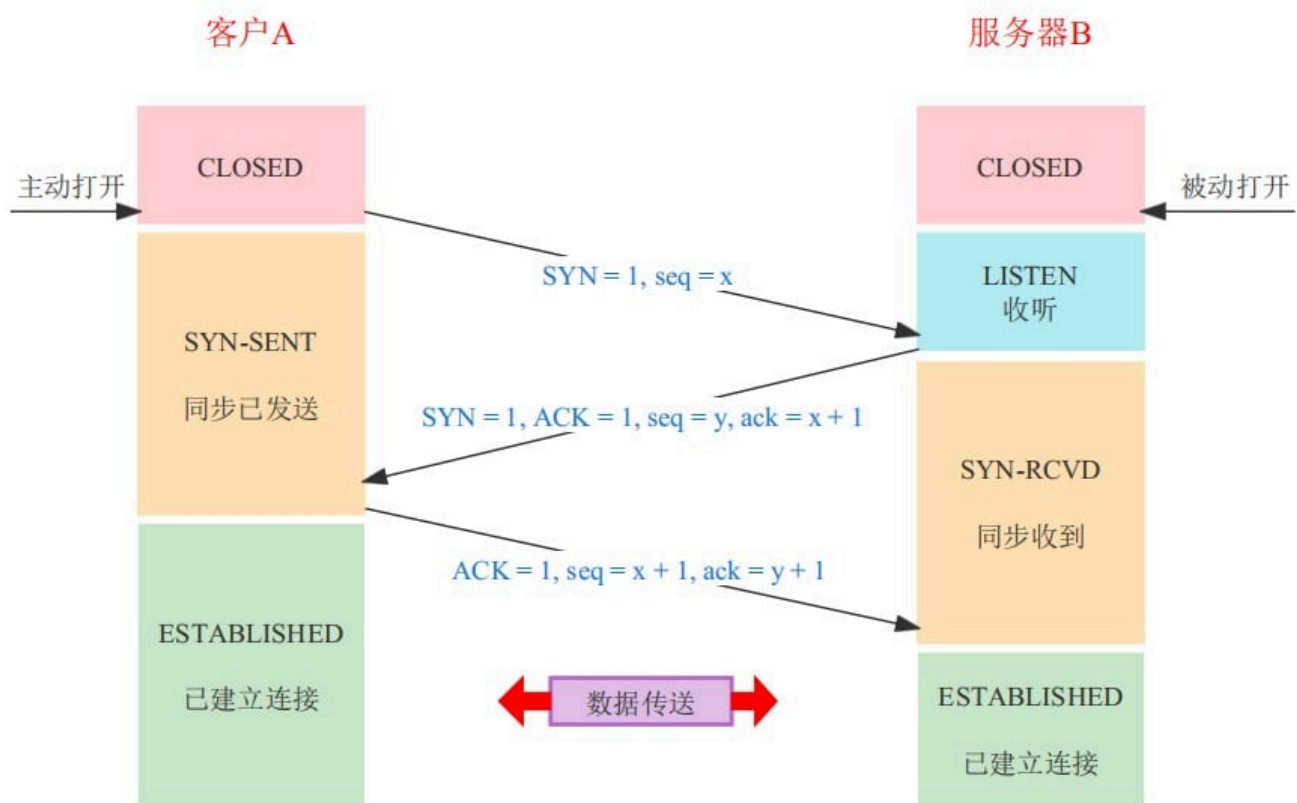 客户A
服务器B
CLOSED
CLOSED
主动打开
被动打开
SYN = 1, seq = x
LISTEN
收听
SYN-SENT
同步已发送
SYN = 1, ACK = 1, seq = y, ack = x + 1
SYN-RCVD
同步收到
ACK = 1, seq = x + 1, ack = y + 1
ESTABLISHED
已建立连接
数据传送
ESTABLISHED
已建立连接